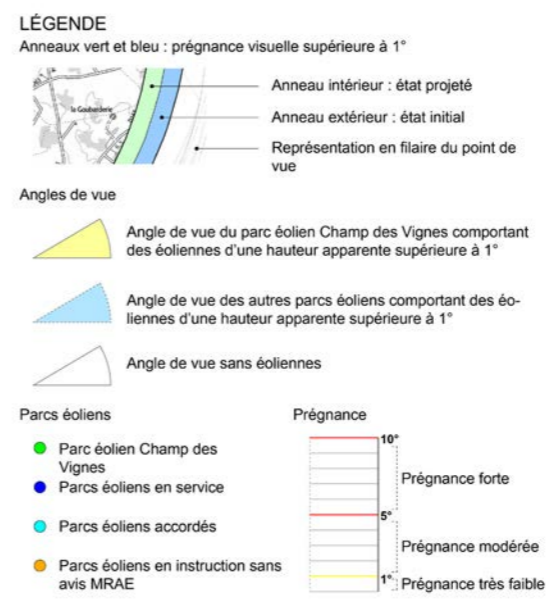 LÉGENDE
Anneaux vert et bleu : prégnance visuelle supérieure à 1°
la Gaubarderie
Anneau intérieur : état projeté
Anneau extérieur : état initial
Représentation en filaire du point de
vue
Angles de vue
Angle de vue du parc éolien Champ des Vignes comportant
des éoliennes d'une hauteur apparente supérieure à 1°
Angle de vue des autres parcs éoliens comportant des éo-
liennes d'une hauteur apparente supérieure à 1°
Angle de vue sans éoliennes
Parcs éoliens
Parc éolien Champ des
Vignes
Parcs éoliens en service
Parcs éoliens accordés
Parcs éoliens en instruction sans
avis MRAE
Prégnance
10°
Prégnance forte
5°
Prégnance modérée
1°
Prégnance très faible